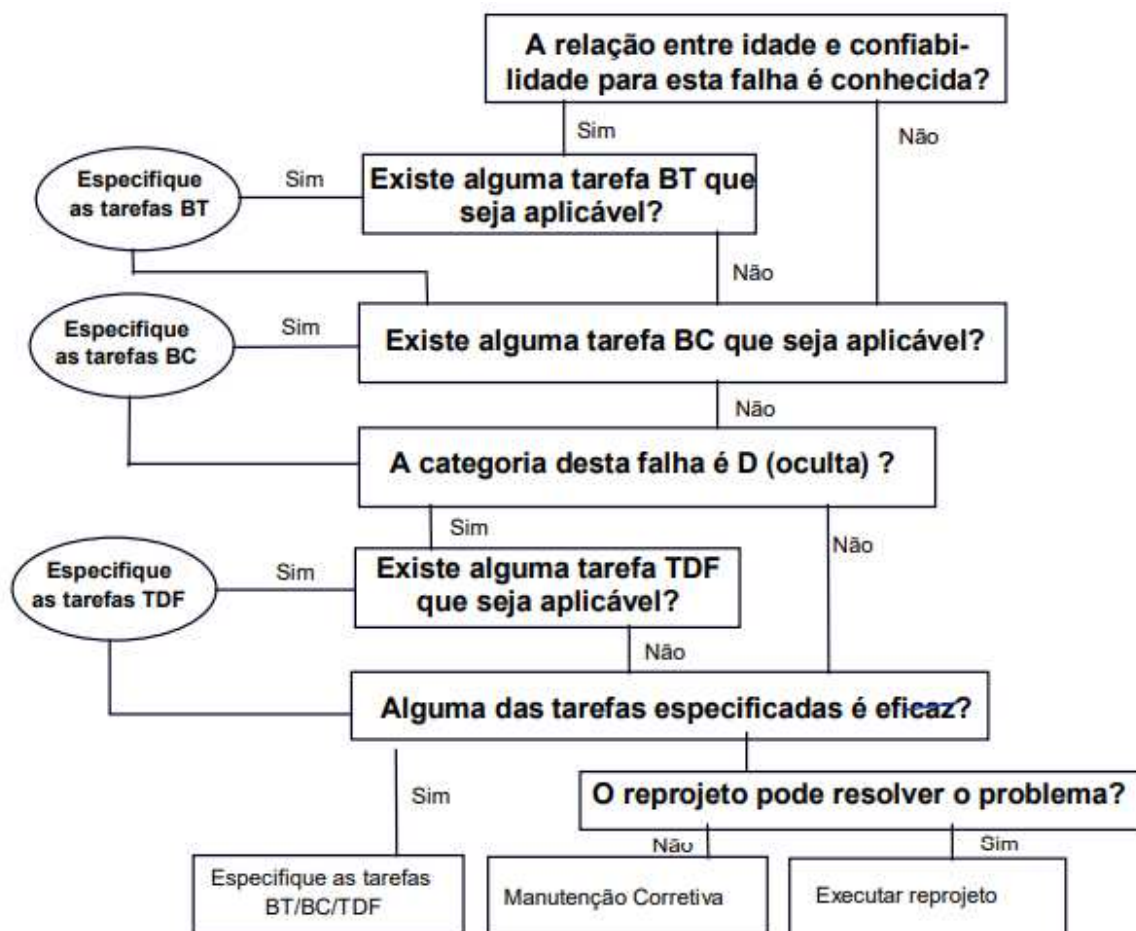 A relação entre idade e confiabi-
lidade para esta falha é conhecida?
Sim
Não
Especifique
as tarefas BT
Sim
Existe alguma tarefa BT que
seja aplicável?
Não
Especifique
as tarefas BC
Sim
Existe alguma tarefa BC que seja aplicável?
Não
A categoria desta falha é D (oculta) ?
Sim
Não
Especifique
as tarefas TDF
Sim
Existe alguma tarefa TDF
que seja aplicável?
Não
Alguma das tarefas especificadas é eficaz?
Sim
O reprojeto pode resolver o problema?
Não
Sim
Especifique as tarefas
BT/BC/TDF
Manutenção Corretiva
Executar reprojeto